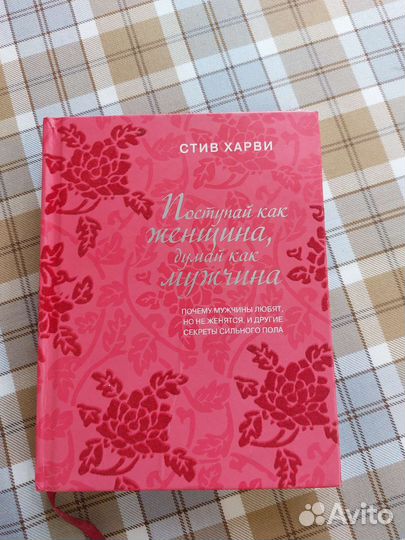 СТИВ ХАРВИ
Поступай как
женщина,
думай как
мужчина
ПОЧЕМУ МУЖЧИНЫ ЛЮБЯТ,
НО НЕ ЖЕНЯТСЯ, И ДРУГИЕ
СЕКРЕТЫ СИЛЬНОГО ПОЛА
Avito